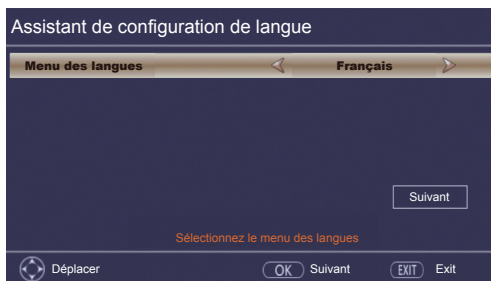 Assistant de configuration de langue
Menu des langues Français
Suivant
Sélectionnez le menu des langues
Déplacer OK Suivant EXIT Exit